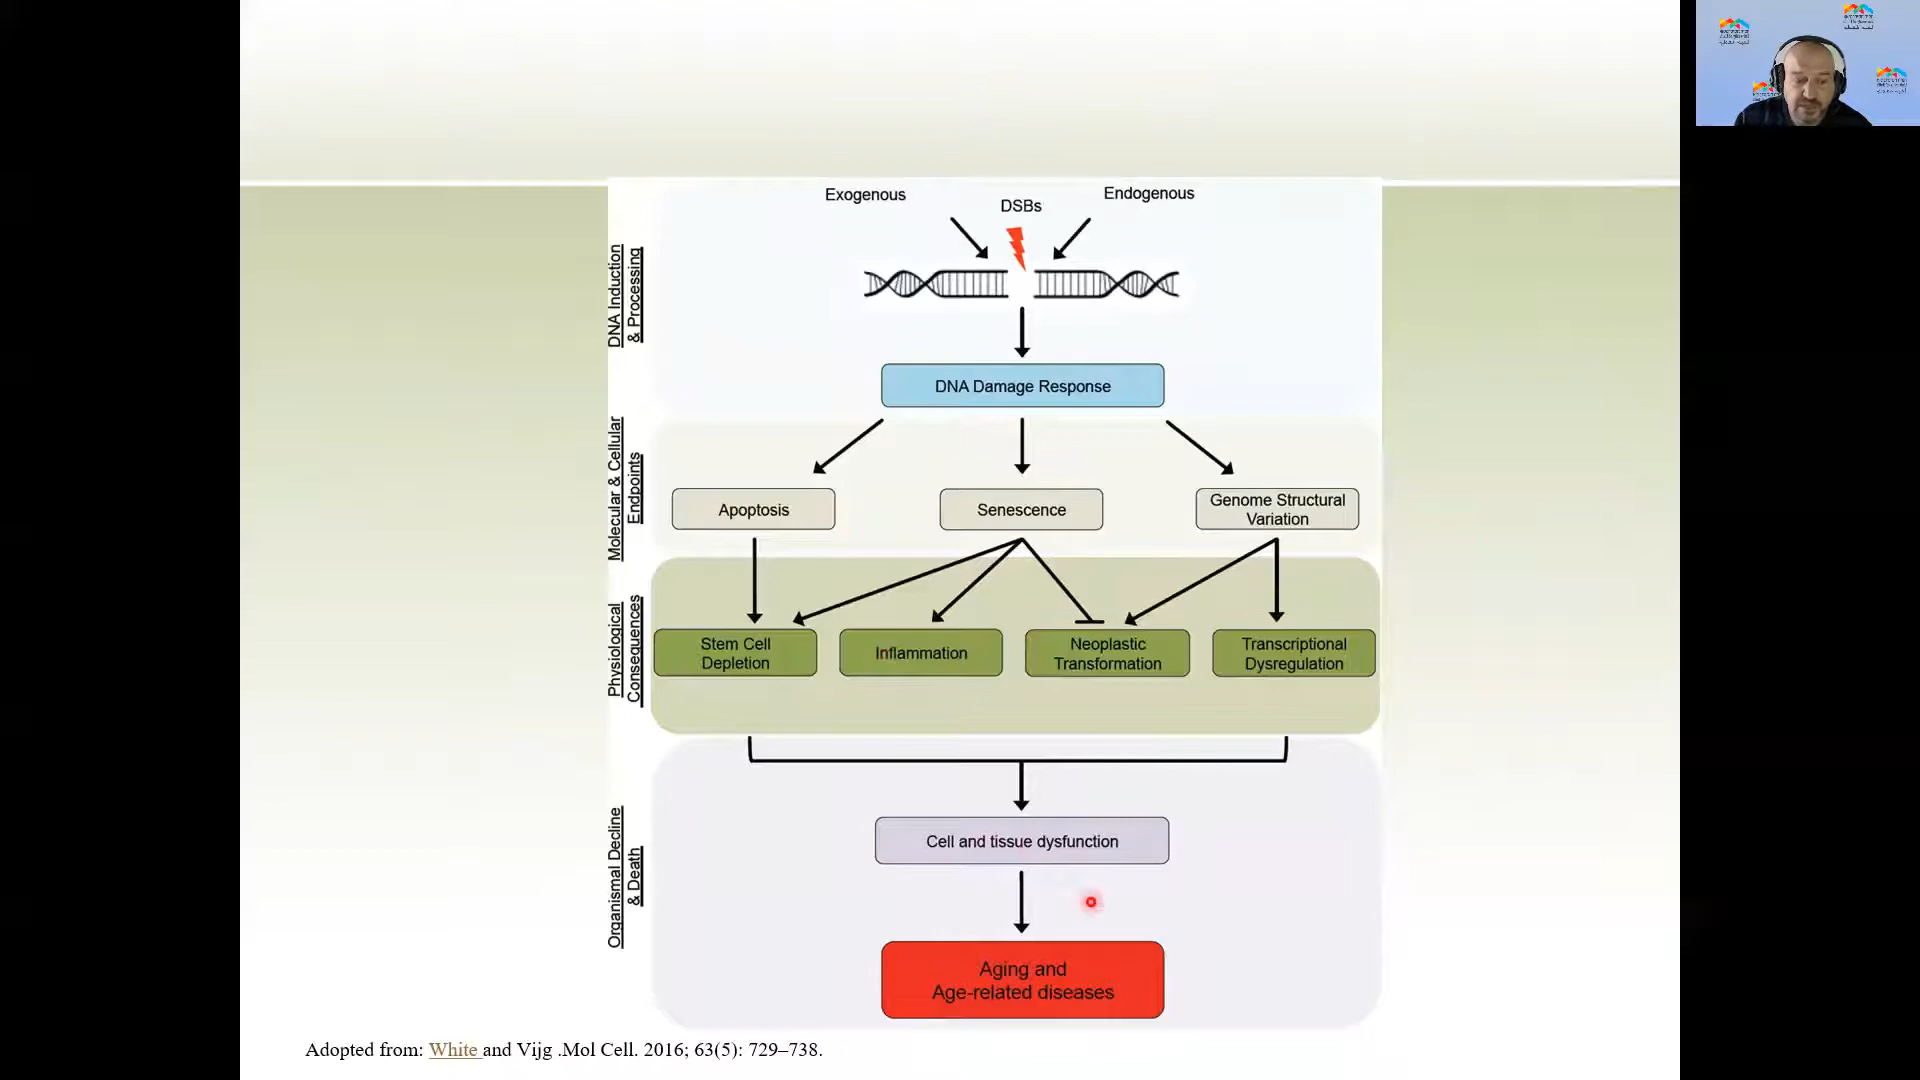 Exogenous
DSBs
Endogenous
DNA Induction
& Processing
DNA Damage Response
Molecular & Cellular
Endpoints
Apoptosis
Senescence
Genome Structural
Variation
Physiological
Consequences
Stem Cell
Depletion
Inflammation
Neoplastic
Transformation
Transcriptional
Dysregulation
Organismal Decline
& Death
Cell and tissue dysfunction
Aging and
Age-related diseases
Adopted from: White and Vijg .Mol Cell. 2016; 63(5): 729–738.